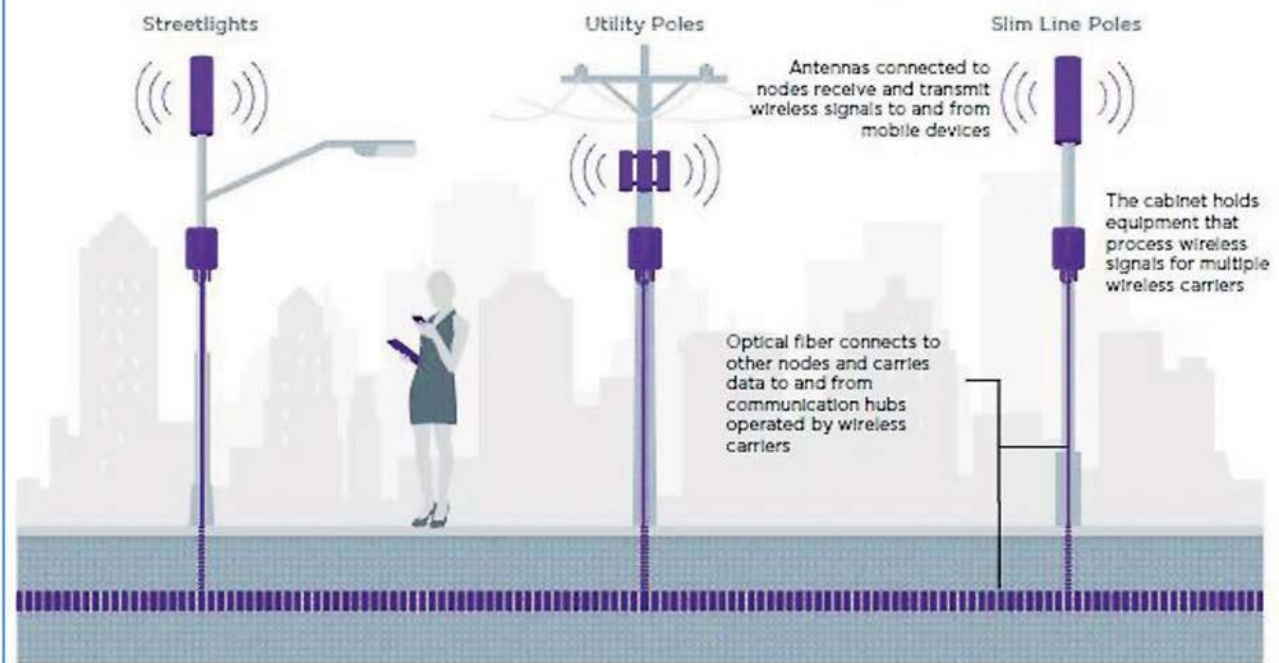 Streetlights
Utility Poles
Slim Line Poles
Antennas connected to
nodes receive and transmit
wireless signals to and from
mobile devices
The cabinet holds
equipment that
process wireless
signals for multiple
wireless carriers
Optical fiber connects to
other nodes and carries
data to and from
communication hubs
operated by wireless
carriers